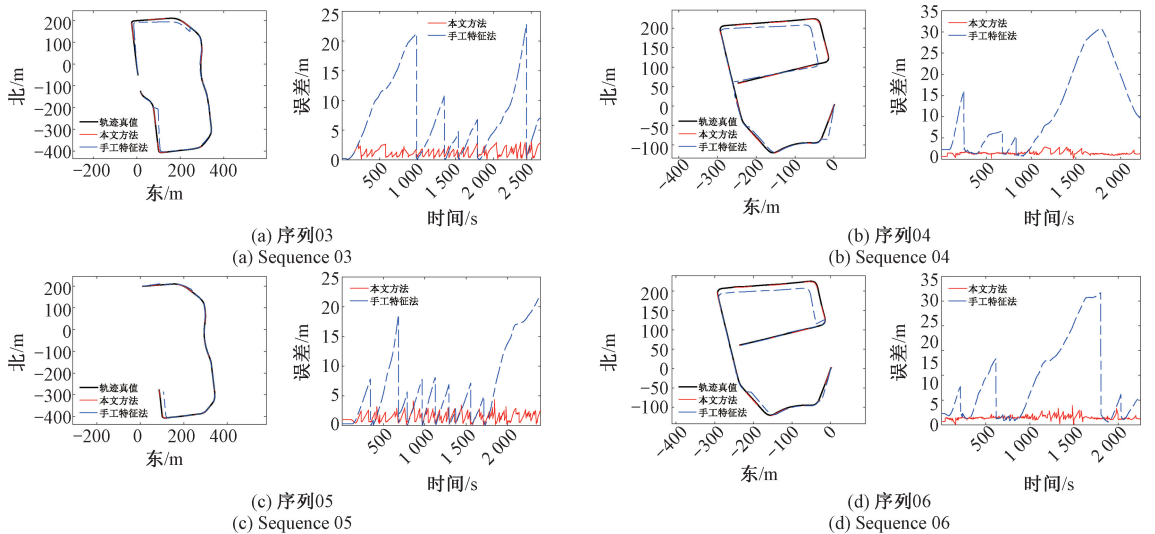 200
100
0
−100
−200
−300
−400
北/m
轨迹真值
本文方法
手工特征法
−200
0
200
400
东/m
25
20
15
10
5
0
误差/m
本文方法
手工特征法
500
1 000
1 500
2 000
2 500
时间/s
(a) 序列03
(a) Sequence 03
200
150
100
50
0
−50
−100
北/m
轨迹真值
本文方法
手工特征法
−400
−300
−200
−100
0
东/m
35
30
25
20
15
10
5
0
误差/m
本文方法
手工特征法
500
1 000
1 500
2 000
时间/s
(b) 序列04
(b) Sequence 04
200
100
0
−100
−200
−300
−400
北/m
轨迹真值
本文方法
手工特征法
−200
0
200
400
东/m
25
20
15
10
5
0
误差/m
本文方法
手工特征法
500
1 000
1 500
2 000
时间/s
(c) 序列05
(c) Sequence 05
200
150
100
50
0
−50
−100
北/m
轨迹真值
本文方法
手工特征法
−400
−300
−200
−100
0
东/m
35
30
25
20
15
10
5
0
误差/m
本文方法
手工特征法
500
1 000
1 500
2 000
时间/s
(d) 序列06
(d) Sequence 06